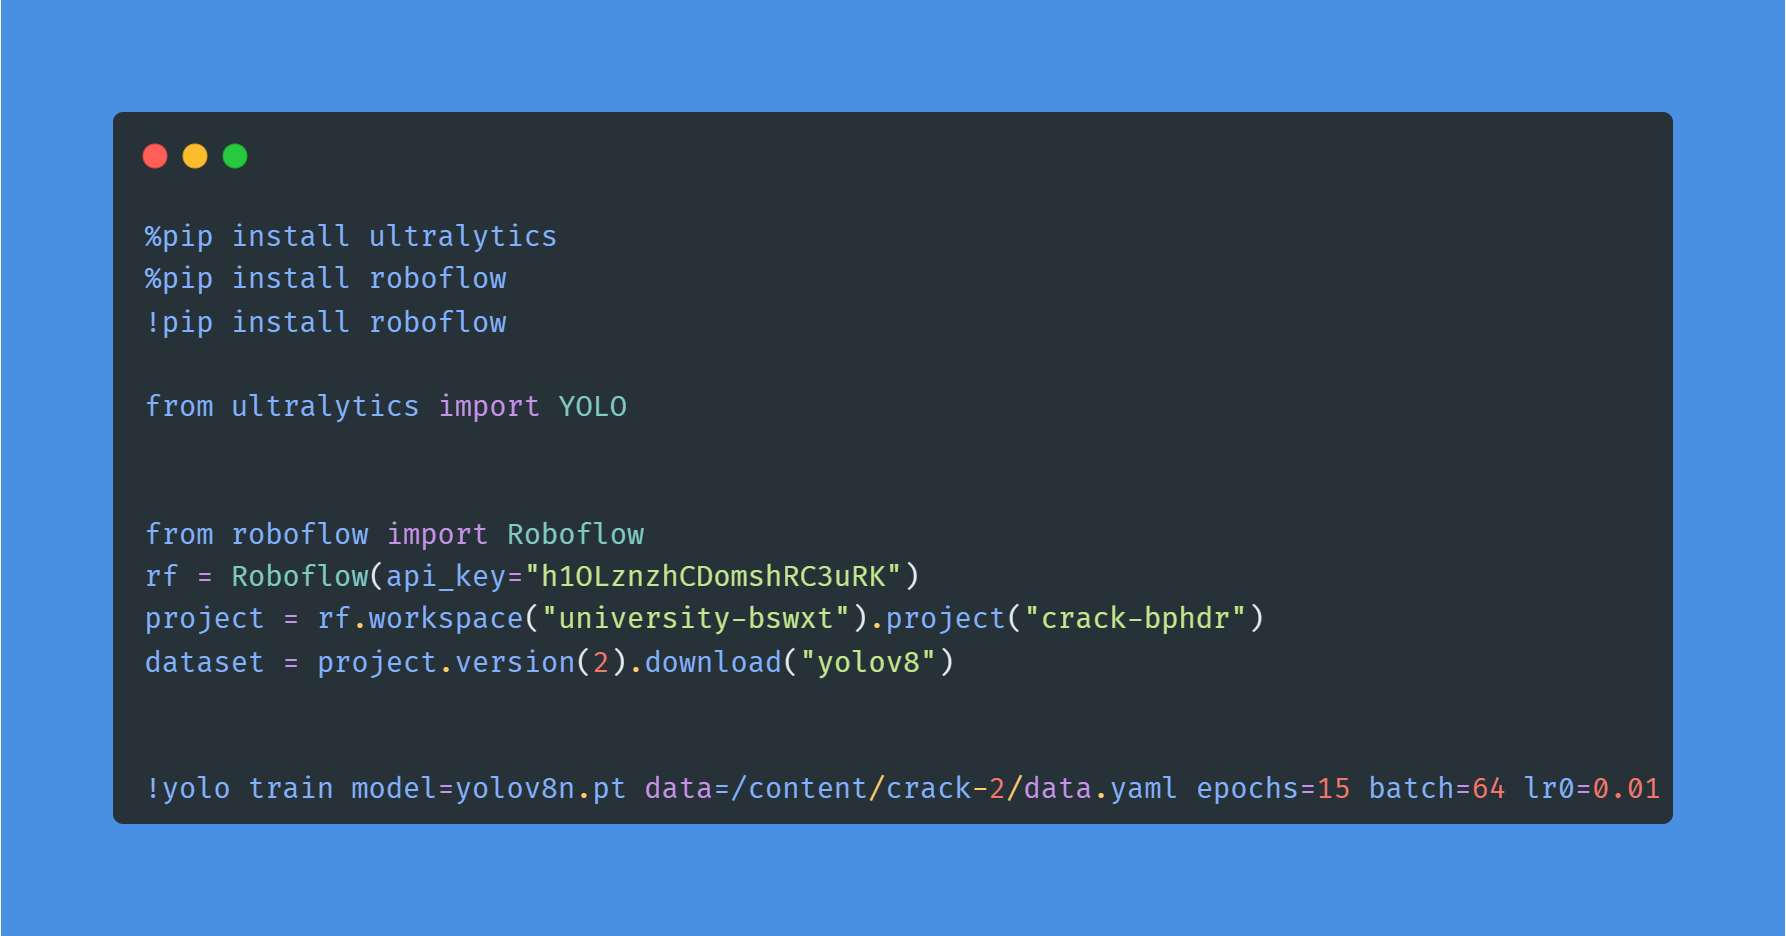 %pip install ultralytics
%pip install roboflow
!pip install roboflow
from ultralytics import YOLO
from roboflow import Roboflow
rf = Roboflow(api_key="h1OLznzhCDomshRC3uRK")
project = rf.workspace("university-bswxt").project("crack-bphdr")
dataset = project.version(2).download("yolov8")
!yolo train model=yolov8n.pt data=/content/crack-2/data.yaml epochs=15 batch=64 lr0=0.01